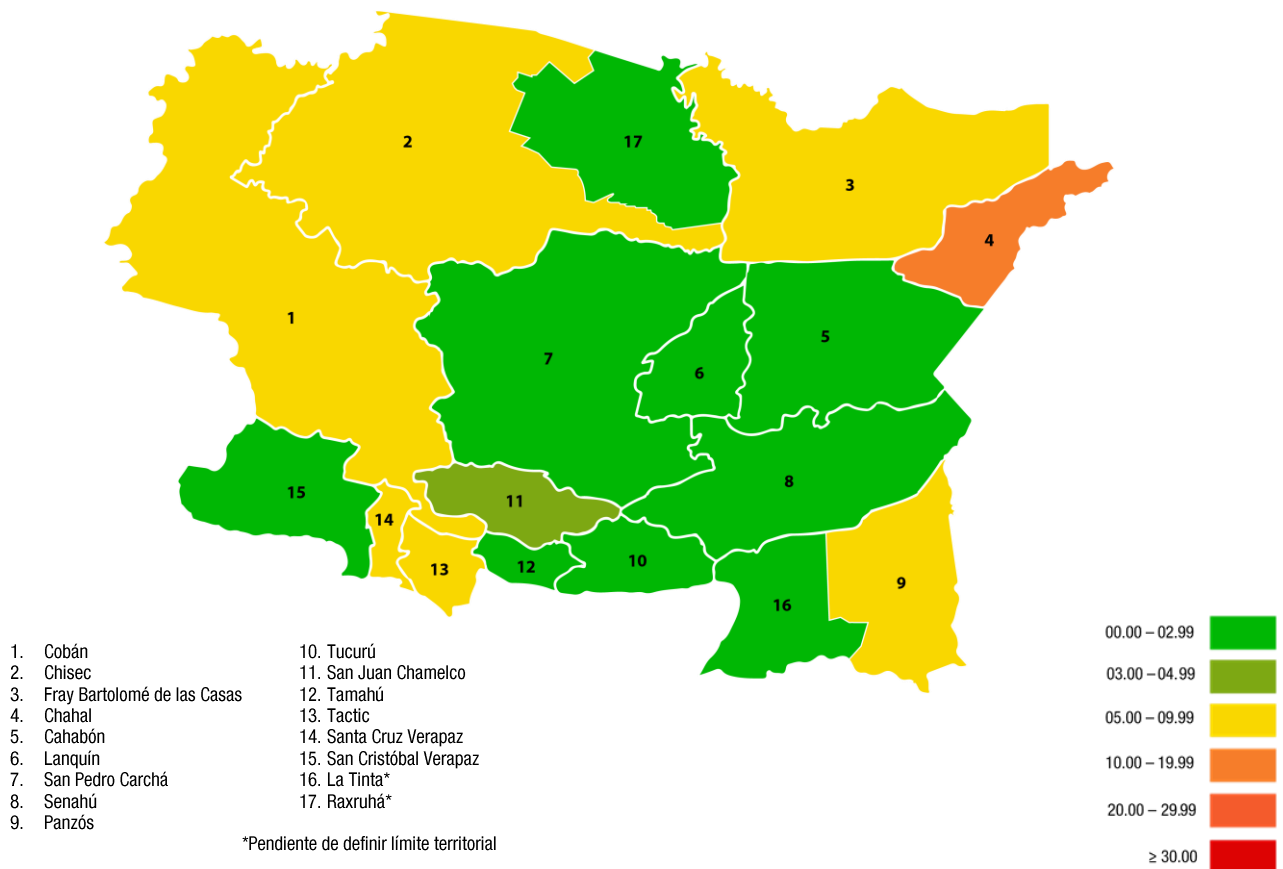 2
17
3
4
1
5
7
6
8
15
11
14
10
12
13
9
16
1. Cobán
2. Chisec
3. Fray Bartolomé de las Casas
4. Chahal
5. Cahabón
6. Lanquín
7. San Pedro Carchá
8. Senahú
9. Panzós
10. Tucurú
11. San Juan Chamelco
12. Tamahú
13. Tactic
14. Santa Cruz Verapaz
15. San Cristóbal Verapaz
16. La Tinta*
17. Raxruhá*
*Pendiente de definir límite territorial
00.00 – 02.99
03.00 – 04.99
05.00 – 09.99
10.00 – 19.99
20.00 – 29.99
≥ 30.00